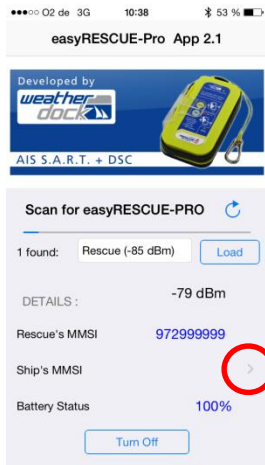 O2 de 3G 10:38 53 %
easyRESCUE-Pro App 2.1
Developed by
weather
dock
AIS S.A.R.T. + DSC
Scan for easyRESCUE-PRO
1 found: Rescue (-85 dBm) Load
DETAILS : -79 dBm
Rescue's MMSI 972999999
Ship's MMSI
Battery Status 100%
Turn Off